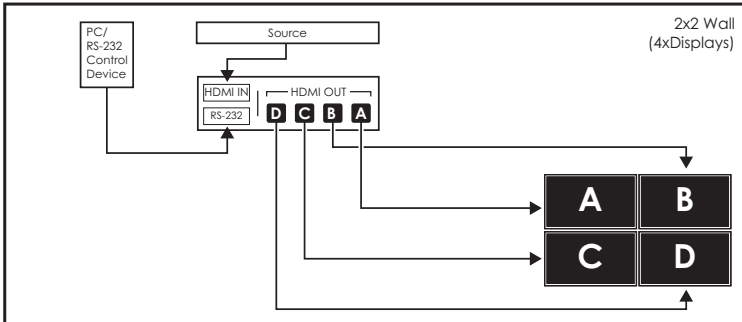 2x2 Wall
(4xDisplays)
PC/
RS-232
Control
Device
Source
HDMI IN
HDMI OUT
RS-232
D C B A
A B
C D